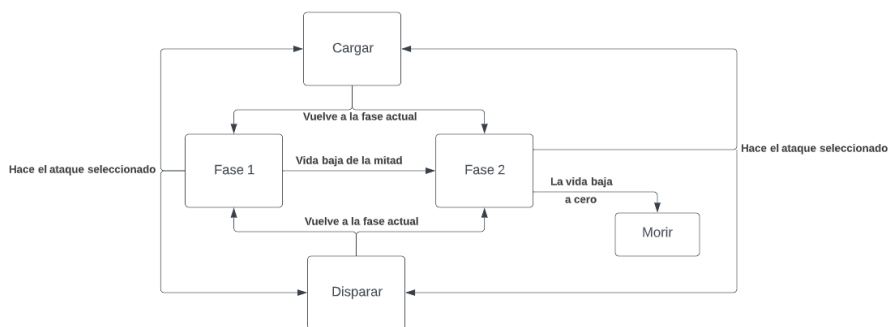 Cargar
Vuelve a la fase actual
Hace el ataque seleccionado
Hace el ataque seleccionado
Fase 1
Vida baja de la mitad
Fase 2
La vida baja
a cero
Vuelve a la fase actual
Morir
Disparar